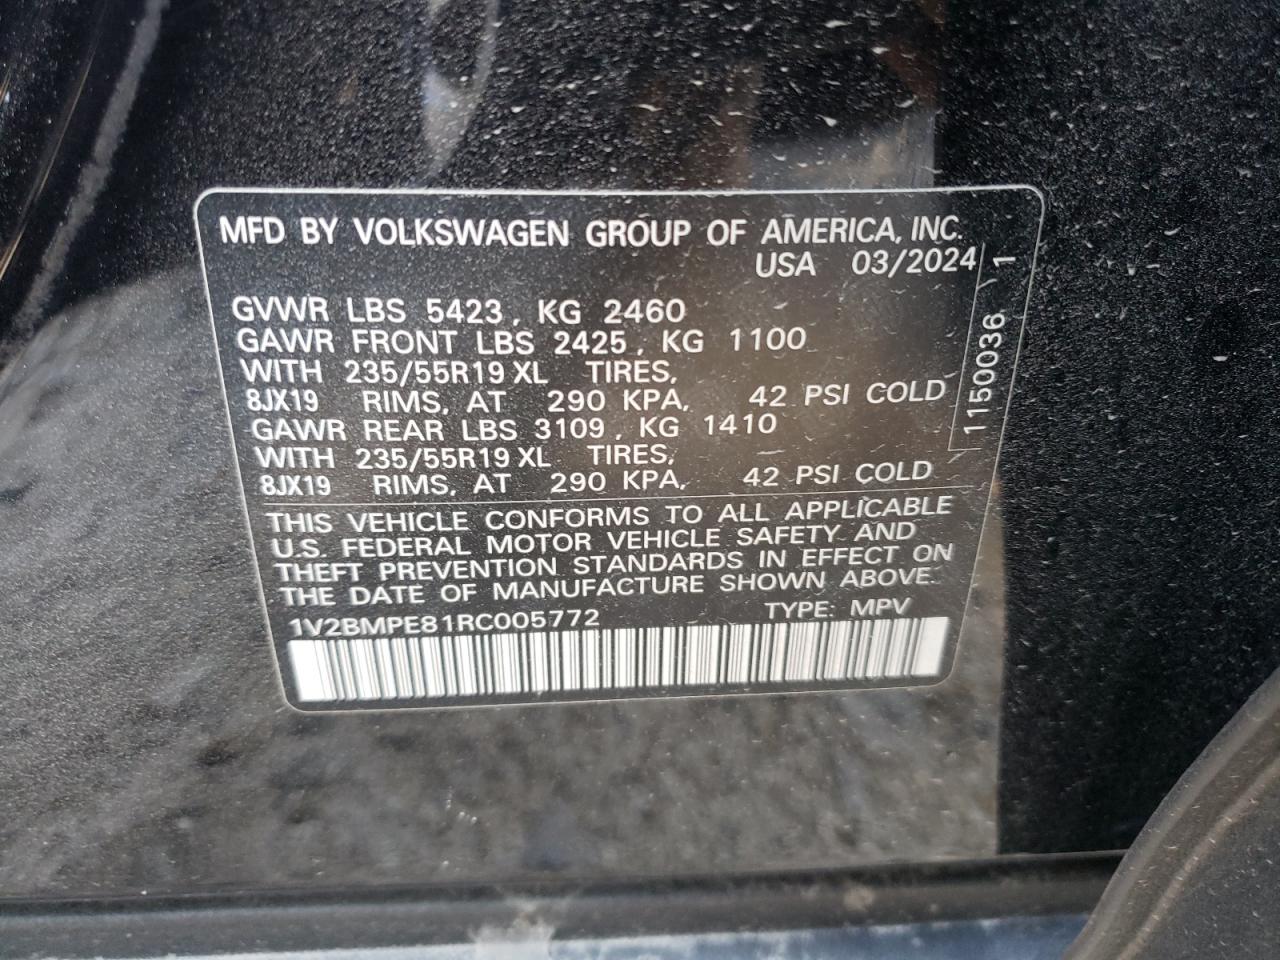 MFD BY VOLKSWAGEN GROUP OF AMERICA, INC.
USA 03/2024
GVWR LBS 5423, KG 2460
GAWR FRONT LBS 2425, KG 1100
WITH 235/55R19 XL TIRES,
8JX19 RIMS, AT 290 KPA, 42 PSI COLD
GAWR REAR LBS 3109, KG 1410
WITH 235/55R19 XL TIRES,
8JX19 RIMS, AT 290 KPA, 42 PSI COLD
1150036 1
THIS VEHICLE CONFORMS TO ALL APPLICABLE
U.S. FEDERAL MOTOR VEHICLE SAFETY AND
THEFT PREVENTION STANDARDS IN EFFECT ON
THE DATE OF MANUFACTURE SHOWN ABOVE.
1V2BMPE81RC005772 TYPE: MPV